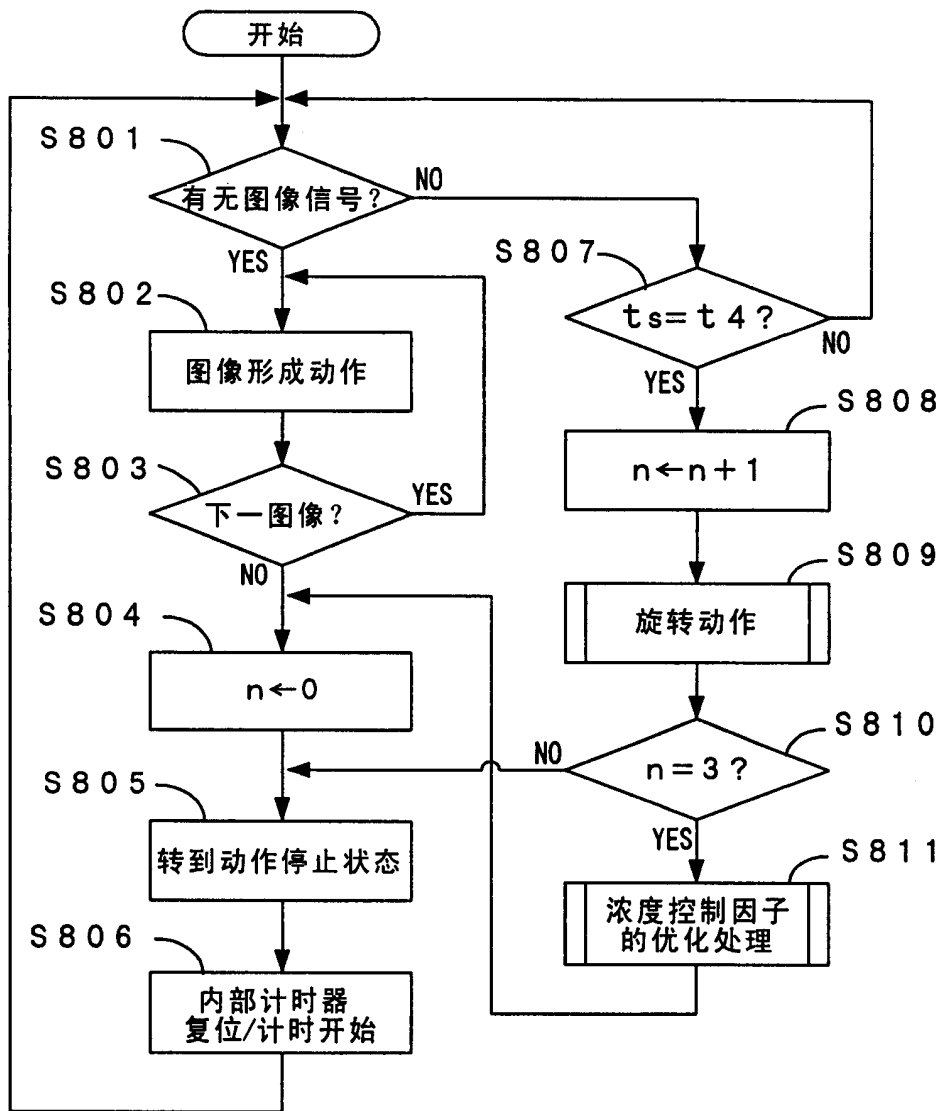 开始
S801
有无图像信号？
NO
YES
S802
图像形成动作
S803
下一图像？
YES
NO
S804
n←0
S805
转到动作停止状态
S806
内部计时器
复位/计时开始
S807
ts=t4？
NO
YES
S808
n←n+1
S809
旋转动作
S810
n=3？
NO
YES
S811
浓度控制因子
的优化处理